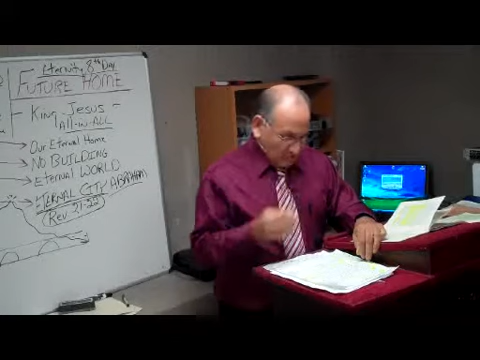 Eternity 8th Day
FUTURE HOME
King Jesus -
All-in-All
Our Eternal Home
NO BUILDING
Eternal WORLD
ETERNAL CITY ABRAHAM
Rev. 21-22